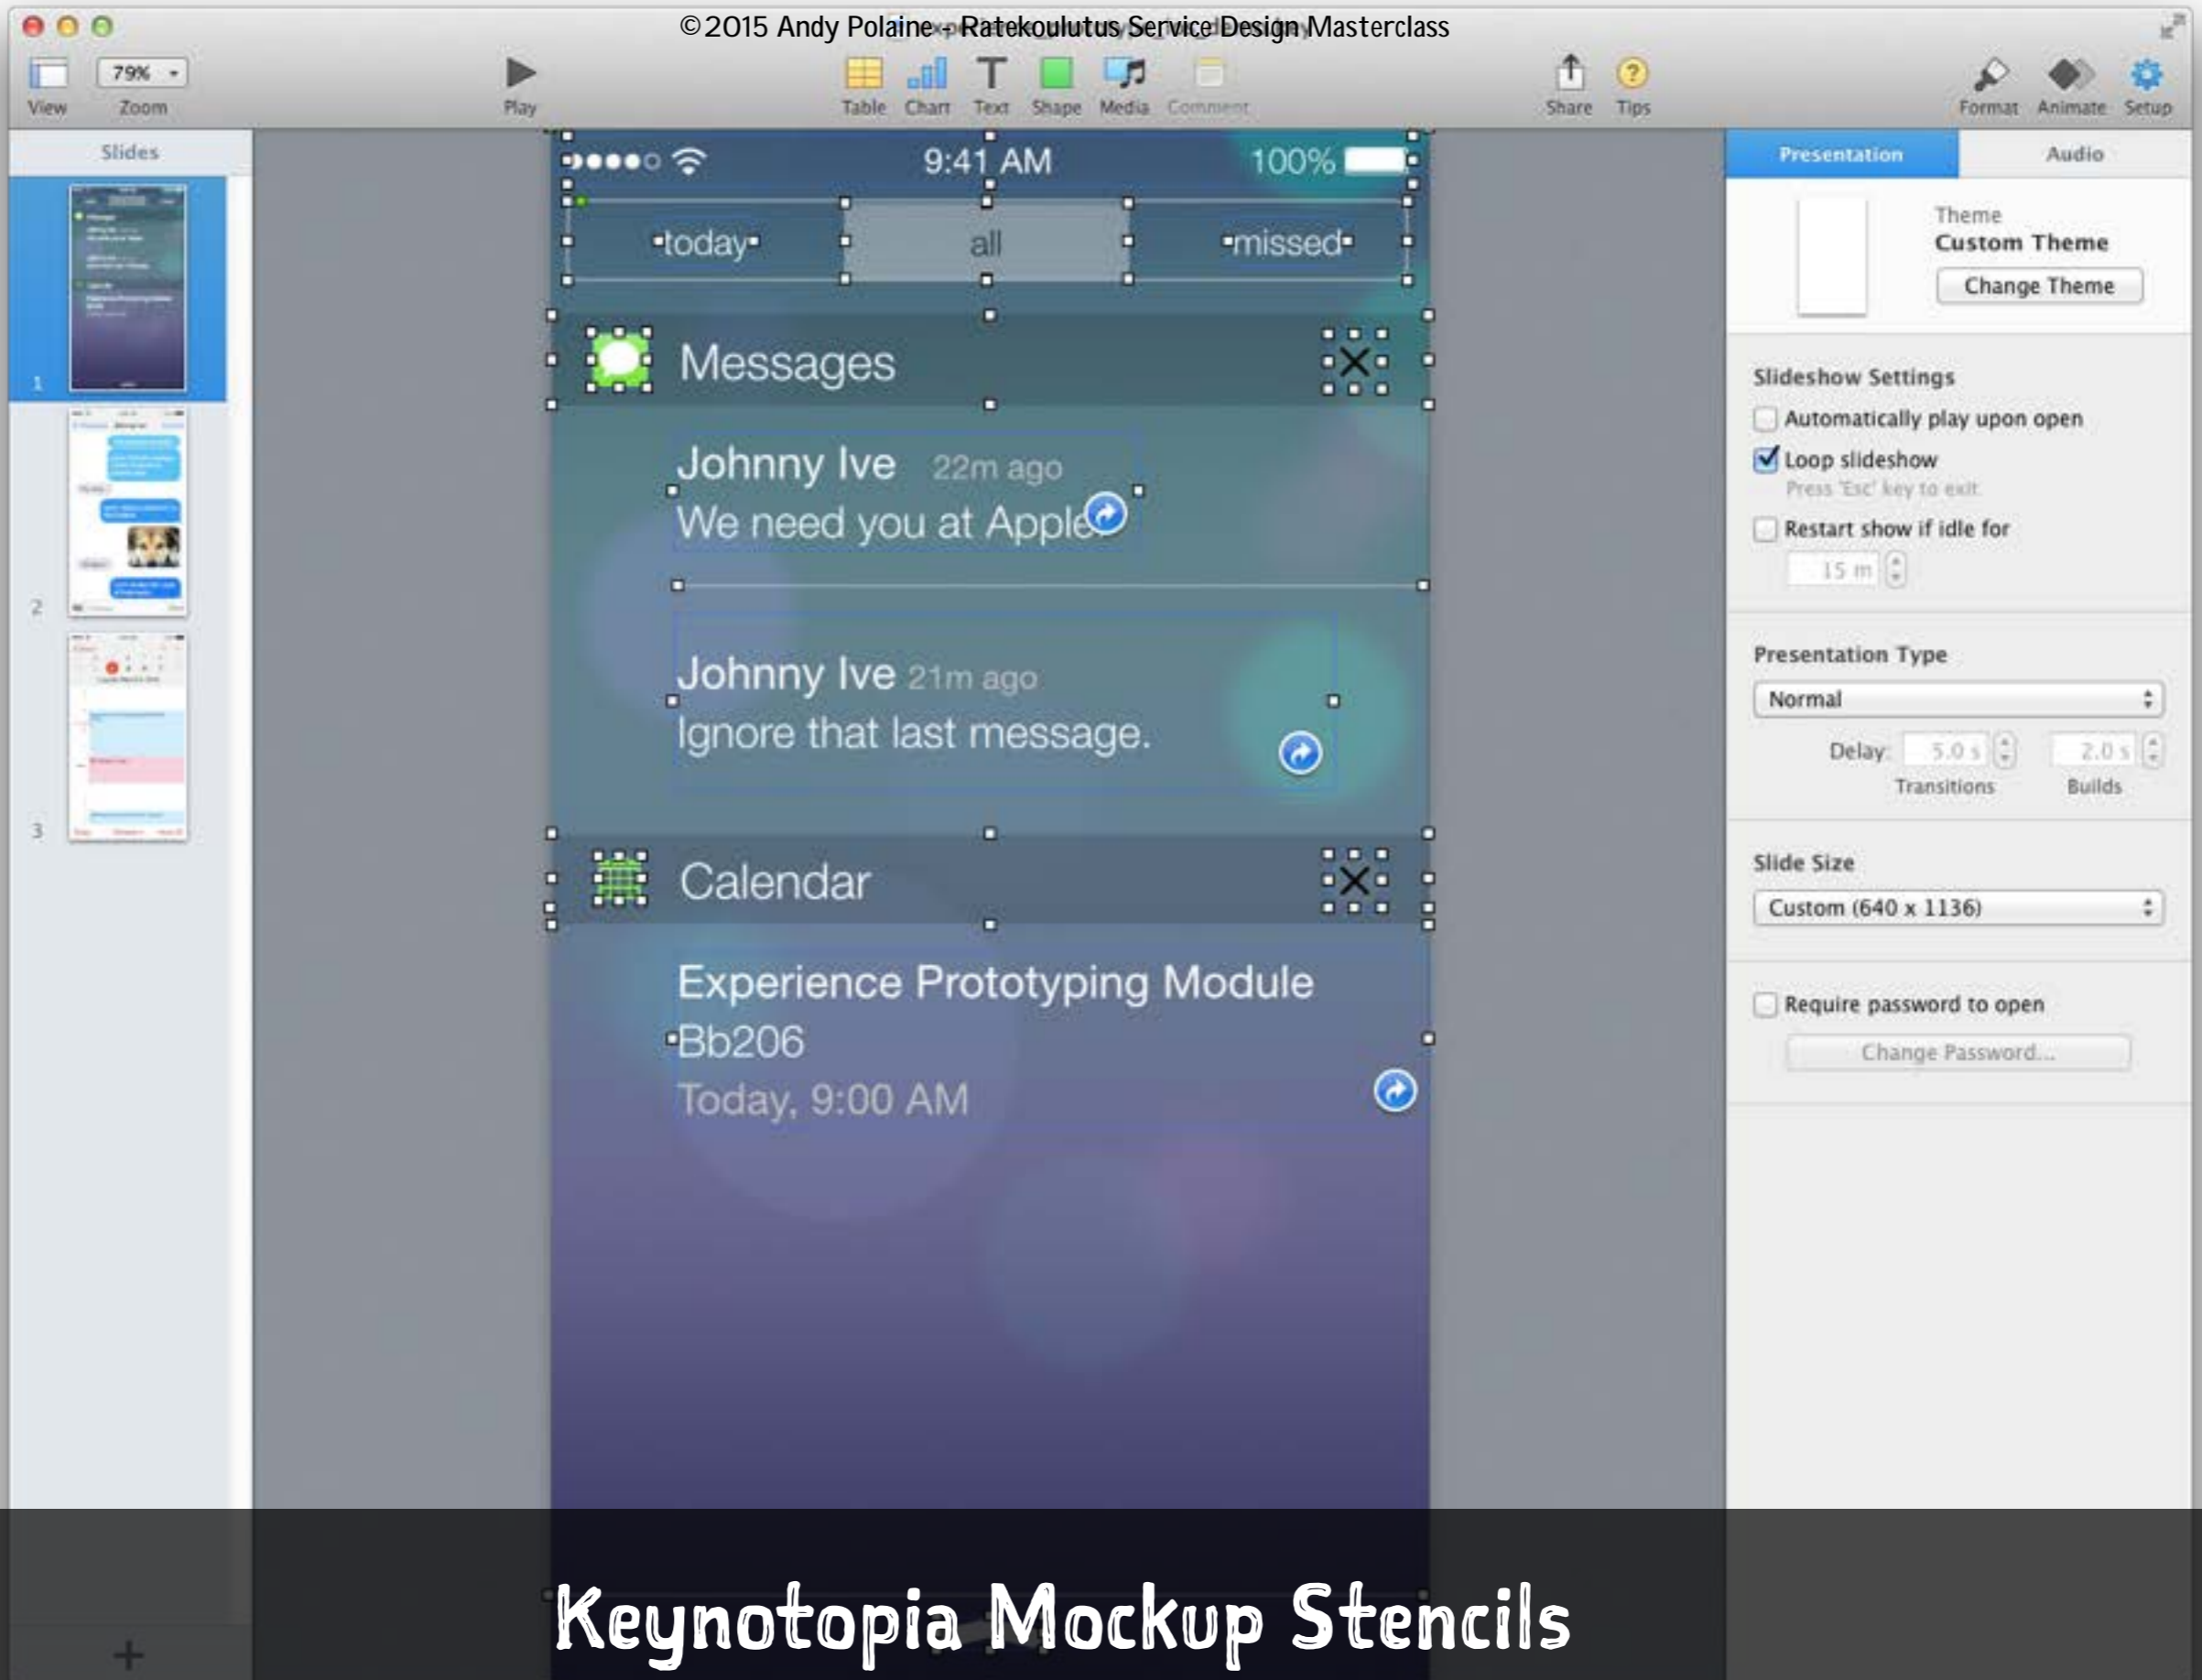 ©2015 Andy Polaine - Ratekoulutus Service Design Masterclass
79%
View Zoom Play Table Chart Text Shape Media Comment Share Tips Format Animate Setup
Slides
1
2
3
9:41 AM 100%
today all missed
Messages
Johnny Ive 22m ago
We need you at Apple
Johnny Ive 21m ago
Ignore that last message.
Calendar
Experience Prototyping Module
Bb206
Today, 9:00 AM
Presentation Audio
Theme
Custom Theme
Change Theme
Slideshow Settings
Automatically play upon open
Loop slideshow
Press 'Esc' key to exit.
Restart show if idle for
15 m
Presentation Type
Normal
Delay: 5.0 s 2.0 s
Transitions Builds
Slide Size
Custom (640 x 1136)
Require password to open
Change Password...
Keynotopia Mockup Stencils